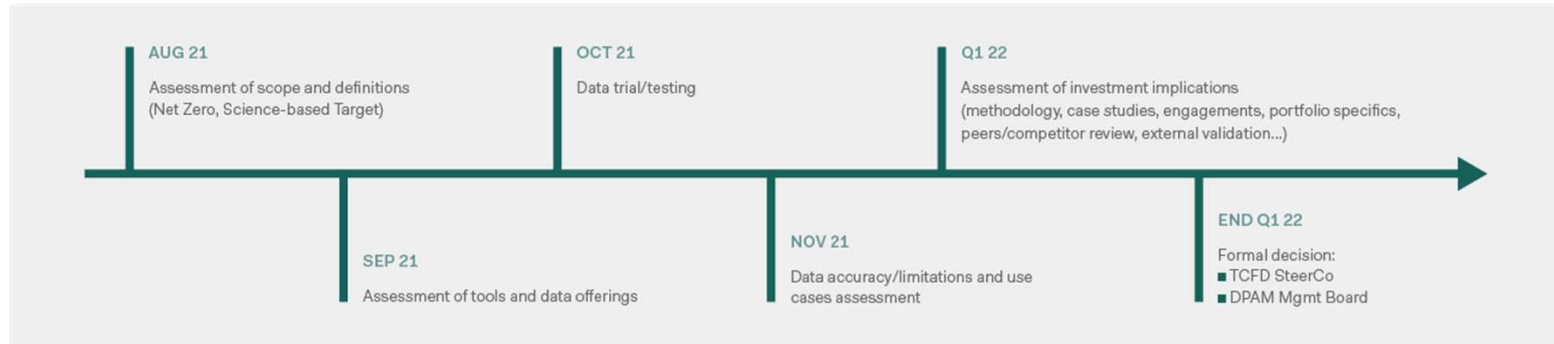 AUG 21
Assessment of scope and definitions
(Net Zero, Science-based Target)
SEP 21
Assessment of tools and data offerings
OCT 21
Data trial/testing
NOV 21
Data accuracy/limitations and use
cases assessment
Q1 22
Assessment of investment implications
(methodology, case studies, engagements, portfolio specifics,
peers/competitor review, external validation...)
END Q1 22
Formal decision:
■ TCFD SteerCo
■ DPAM Mgmt Board